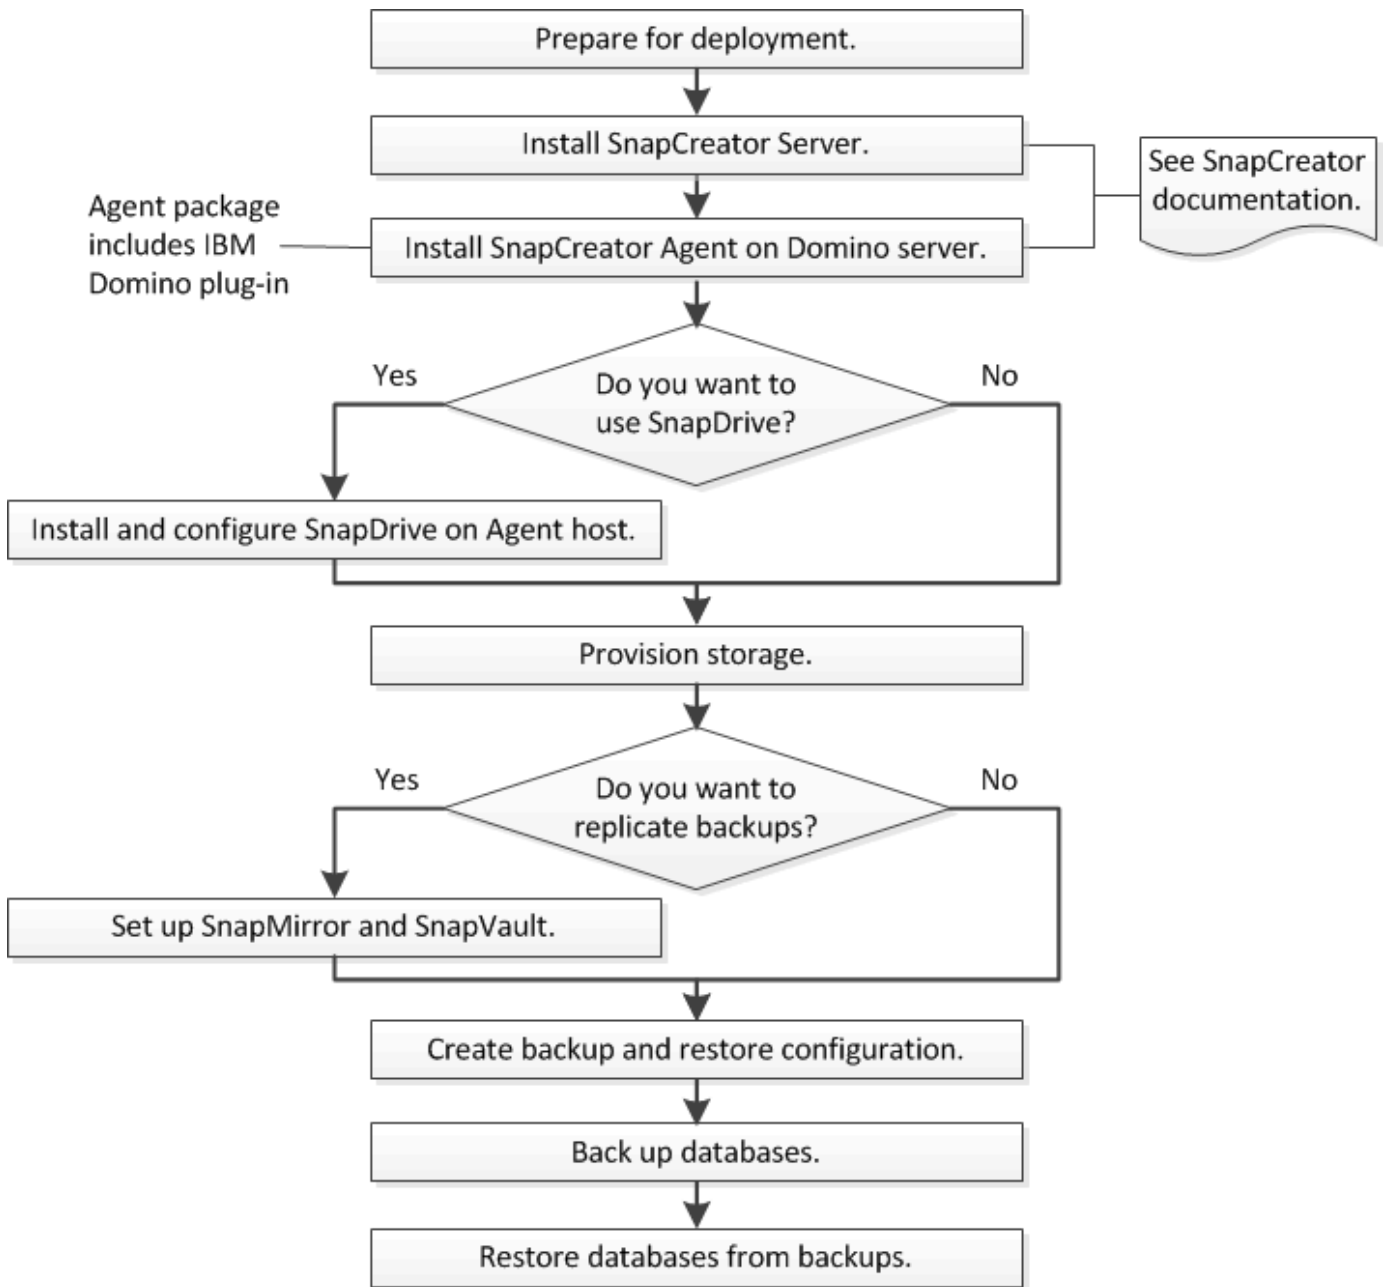 Prepare for deployment.
Install SnapCreator Server.
See SnapCreator
documentation.
Agent package
includes IBM
Domino plug-in
Install SnapCreator Agent on Domino server.
Yes
Do you want to
use SnapDrive?
No
Install and configure SnapDrive on Agent host.
Provision storage.
Yes
Do you want to
replicate backups?
No
Set up SnapMirror and SnapVault.
Create backup and restore configuration.
Back up databases.
Restore databases from backups.